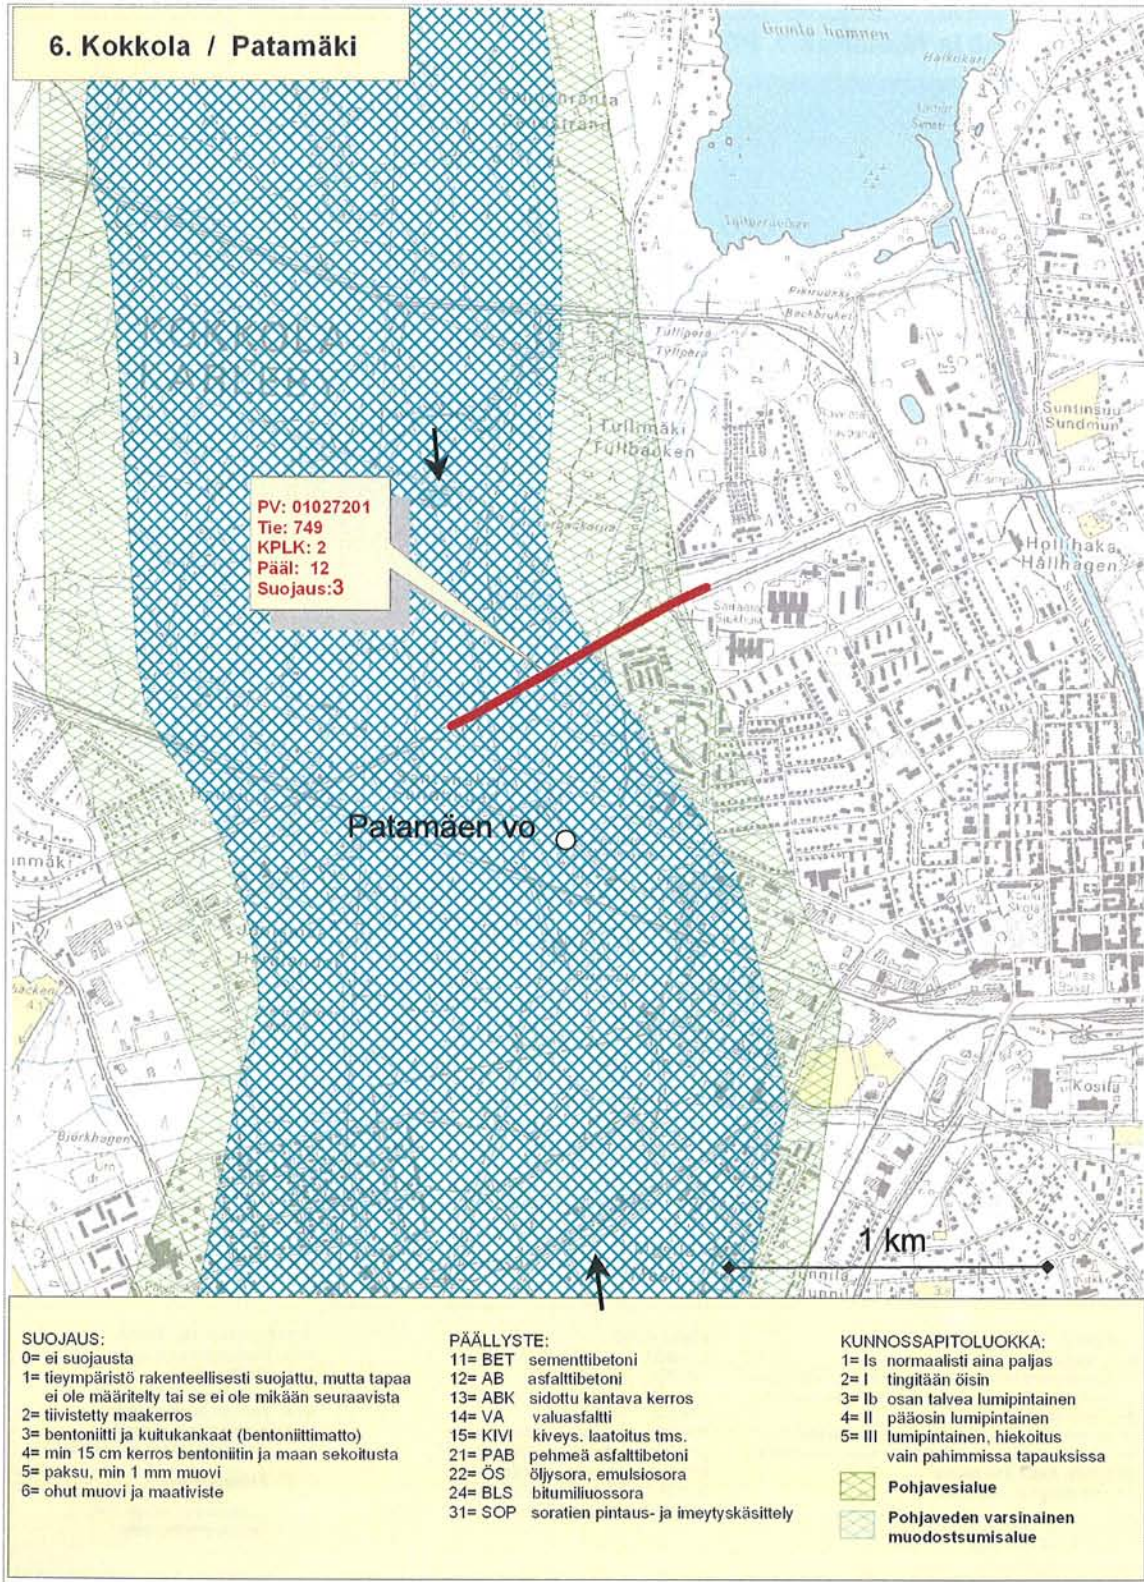 6. Kokkola / Patamäki
Gamla hamnen
KOKKOLA
Tullimäki
Tullbacken
Suntinsuu
Sundmun
PV: 01027201
Tie: 749
KPLK: 2
Pääl: 12
Suojaus:3
Hollihaka
Hållhagen
Patamäen vo
Björkhagen
Kosila
1 km
SUOJAUS:
0= ei suojausta
1= tieympäristö rakenteellisesti suojattu, mutta tapaa
ei ole määritelty tai se ei ole mikään seuraavista
2= tiivistetty maakerros
3= bentoniitti ja kuitukankaat (bentoniittimatto)
4= min 15 cm kerros bentoniitin ja maan sekoitusta
5= paksu, min 1 mm muovi
6= ohut muovi ja maativiste
PÄÄLLYSTE:
11= BET sementtibetoni
12= AB asfalttibetoni
13= ABK sidottu kantava kerros
14= VA valuasfaltti
15= KIVI kiveys. laatoitus tms.
21= PAB pehmeä asfalttibetoni
22= ÖS öljysora, emulsiosora
24= BLS bitumiliuossora
31= SOP soratien pintaus- ja imeytyskäsittely
KUNNOSSAPITOLUOKKA:
1= Is normaalisti aina paljas
2= I tingitään öisin
3= Ib osan talvea lumipintainen
4= II pääosin lumipintainen
5= III lumipintainen, hiekoitus
vain pahimmissa tapauksissa
Pohjavesialue
Pohjaveden varsinainen
muodostsumisalue